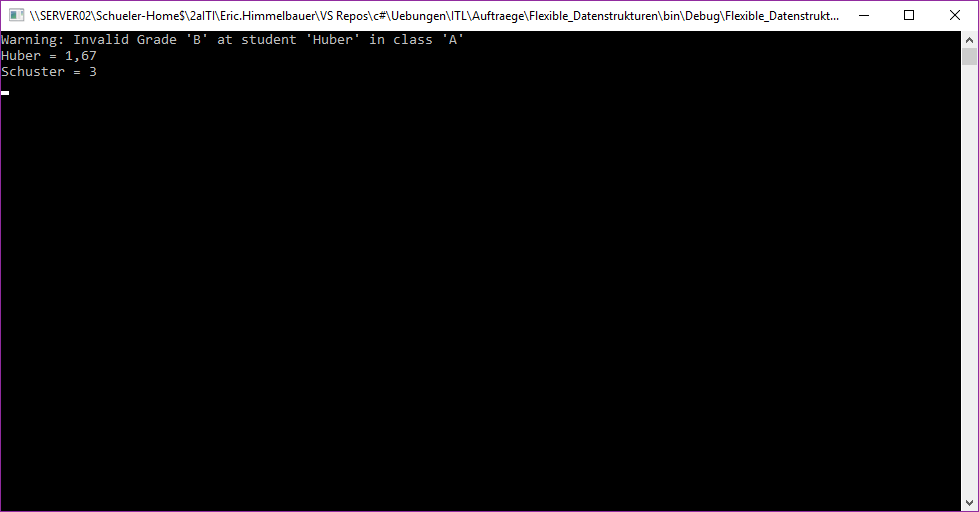 \\SERVER02\Schueler-Home$\2aITI\Eric.Himmelbauer\VS Repos\c#\Uebungen\ITL\Auftraege\Flexible_Datenstrukturen\bin\Debug\Flexible_Datenstrukt...
Warning: Invalid Grade 'B' at student 'Huber' in class 'A'
Huber = 1,67
Schuster = 3